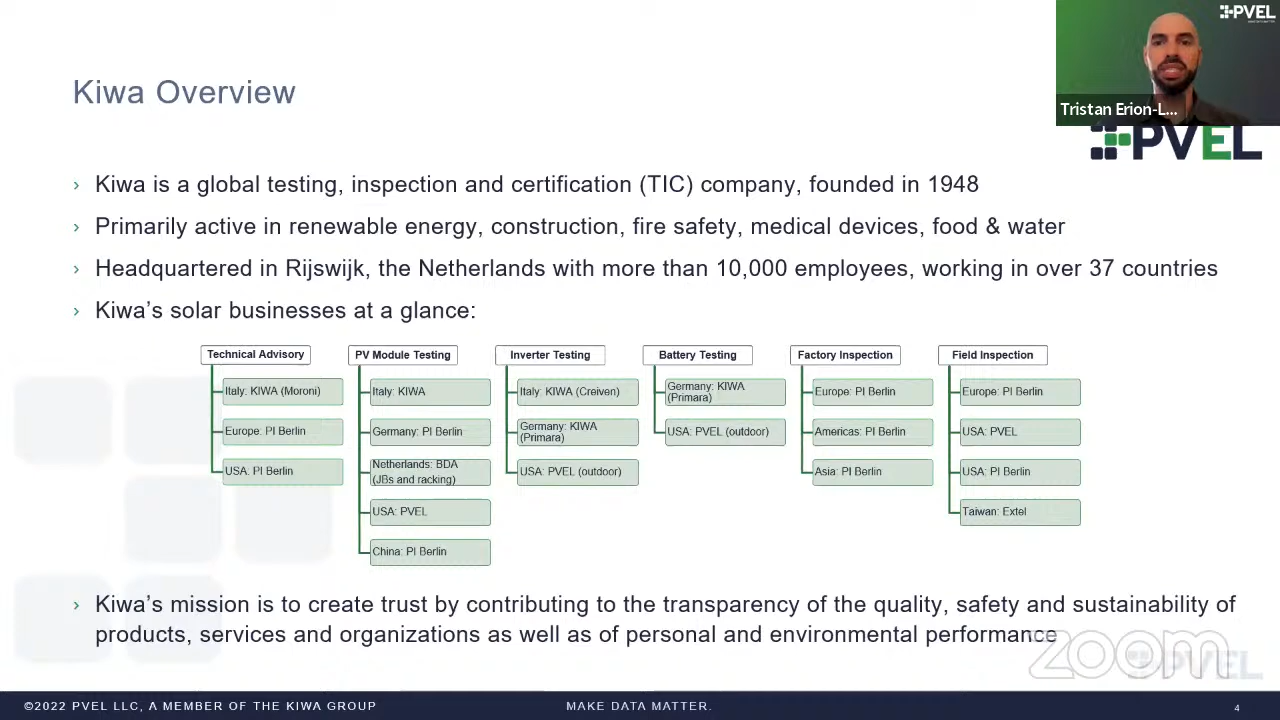 PVEL
Tristan Erion-L...
PVEL
Kiwa Overview
› Kiwa is a global testing, inspection and certification (TIC) company, founded in 1948
› Primarily active in renewable energy, construction, fire safety, medical devices, food & water
› Headquartered in Rijswijk, the Netherlands with more than 10,000 employees, working in over 37 countries
› Kiwa’s solar businesses at a glance:
Technical Advisory
Italy: KIWA (Moroni)
Europe: PI Berlin
USA: PI Berlin
PV Module Testing
Italy: KIWA
Germany: PI Berlin
Netherlands: BDA
(JBs and racking)
USA: PVEL
China: PI Berlin
Inverter Testing
Italy: KIWA (Creiven)
Germany: KIWA
(Primara)
USA: PVEL (outdoor)
Battery Testing
Germany: KIWA
(Primara)
USA: PVEL (outdoor)
Factory Inspection
Europe: PI Berlin
Americas: PI Berlin
Asia: PI Berlin
Field Inspection
Europe: PI Berlin
USA: PVEL
USA: PI Berlin
Taiwan: Extel
› Kiwa’s mission is to create trust by contributing to the transparency of the quality, safety and sustainability of
products, services and organizations as well as of personal and environmental performance
zoom
PVEL
©2022 PVEL LLC, A MEMBER OF THE KIWA GROUP
MAKE DATA MATTER.
4